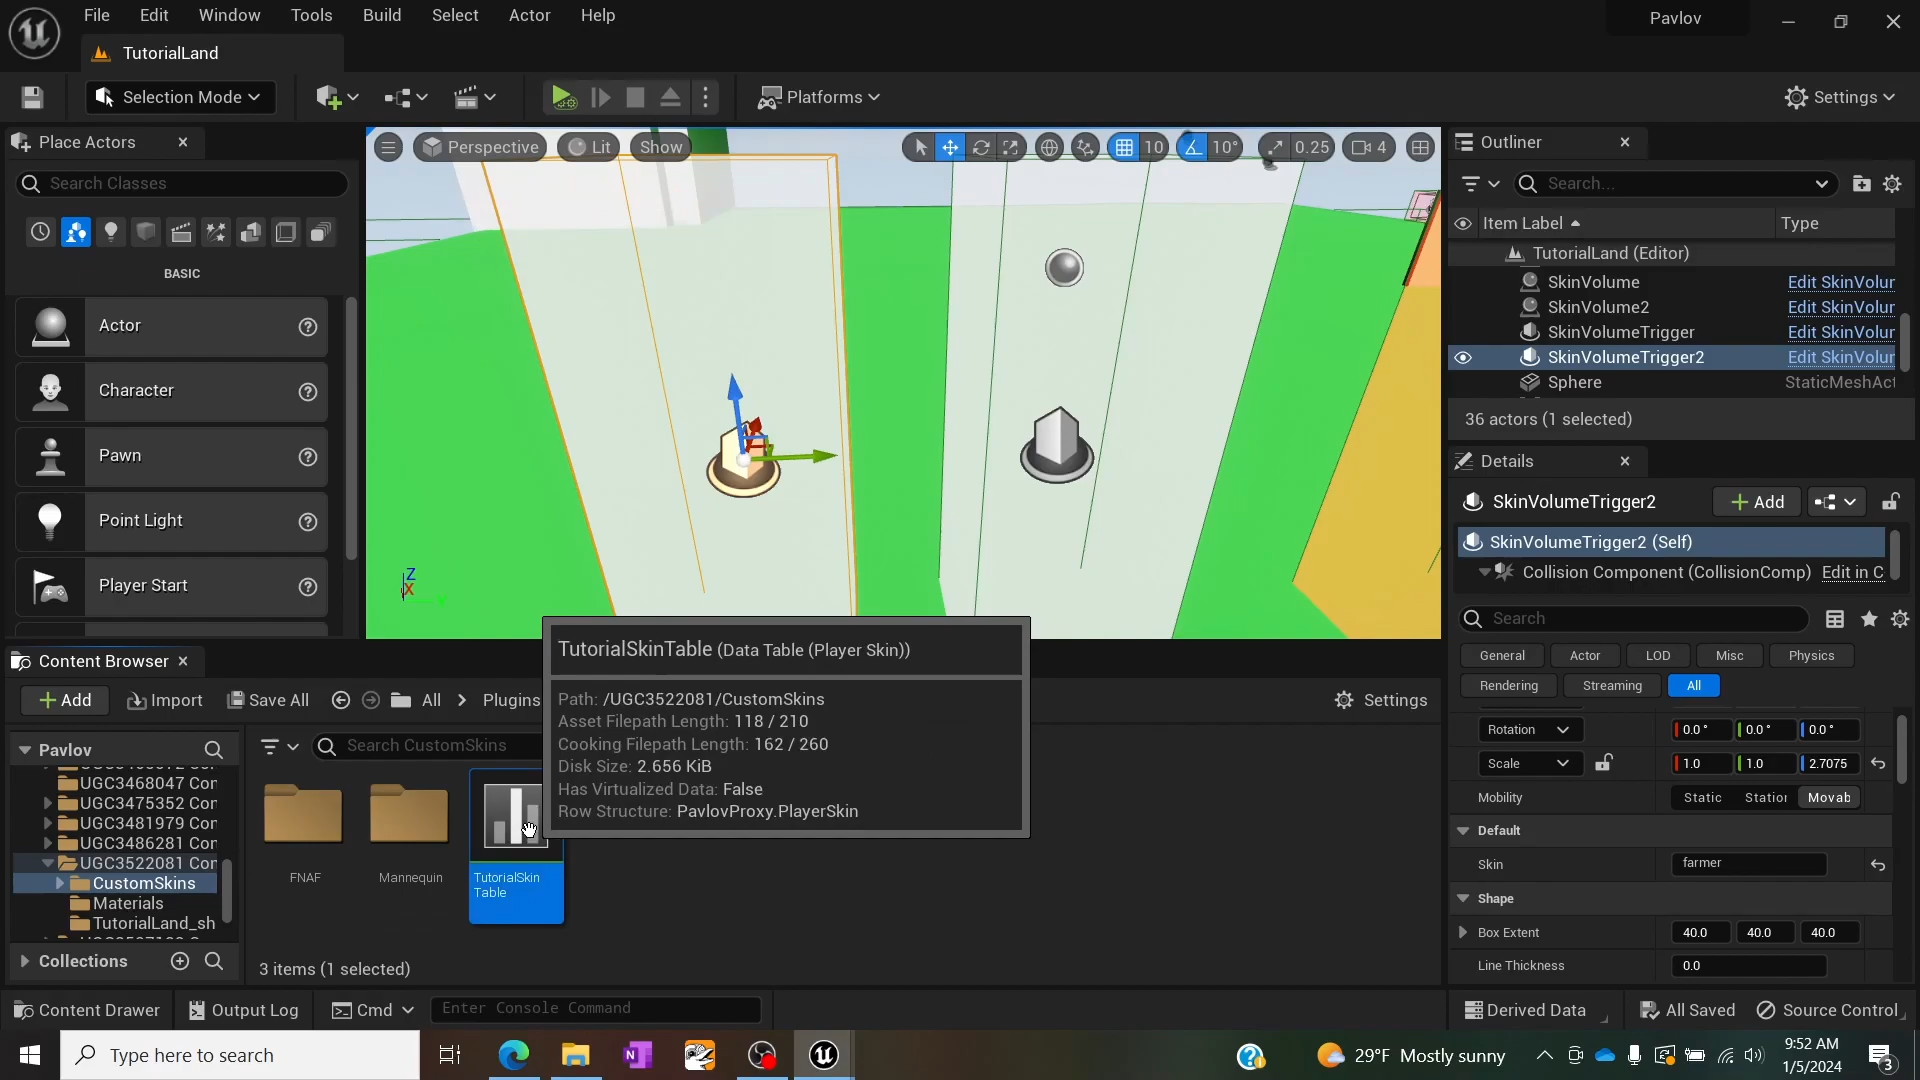 File Edit Window Tools Build Select Actor Help
Pavlov
TutorialLand
Selection Mode
Platforms
Settings
Place Actors
Search Classes
BASIC
Actor
Character
Pawn
Point Light
Player Start
Perspective
Lit
Show
10
10°
0.25
4
Z
X
Y
Outliner
Search...
Item Label
Type
TutorialLand (Editor)
SkinVolume
Edit SkinVolur
SkinVolume2
Edit SkinVolur
SkinVolumeTrigger
Edit SkinVolur
SkinVolumeTrigger2
Edit SkinVolur
Sphere
StaticMeshAct
36 actors (1 selected)
Details
SkinVolumeTrigger2
Add
SkinVolumeTrigger2 (Self)
Collision Component (CollisionComp)
Edit in C
Search
General
Actor
LOD
Misc
Physics
Rendering
Streaming
All
Rotation
0.0 °
0.0 °
0.0 °
Scale
1.0
1.0
2.7075
Mobility
Static
Station
Movab
Default
Skin
farmer
Shape
Box Extent
40.0
40.0
40.0
Line Thickness
0.0
Content Browser
Add
Import
Save All
All
Plugins
Settings
TutorialSkinTable (Data Table (Player Skin))
Path: /UGC3522081/CustomSkins
Asset Filepath Length: 118 / 210
Cooking Filepath Length: 162 / 260
Disk Size: 2.656 KiB
Has Virtualized Data: False
Row Structure: PavlovProxy.PlayerSkin
Pavlov
UGC3468047 Con
UGC3475352 Con
UGC3481979 Con
UGC3486281 Con
UGC3522081 Con
CustomSkins
Materials
TutorialLand_sh
Collections
Search CustomSkins
FNAF
Mannequin
TutorialSkin
Table
3 items (1 selected)
Content Drawer
Output Log
Cmd
Enter Console Command
Derived Data
All Saved
Source Control
Type here to search
29°F Mostly sunny
9:52 AM
1/5/2024
3